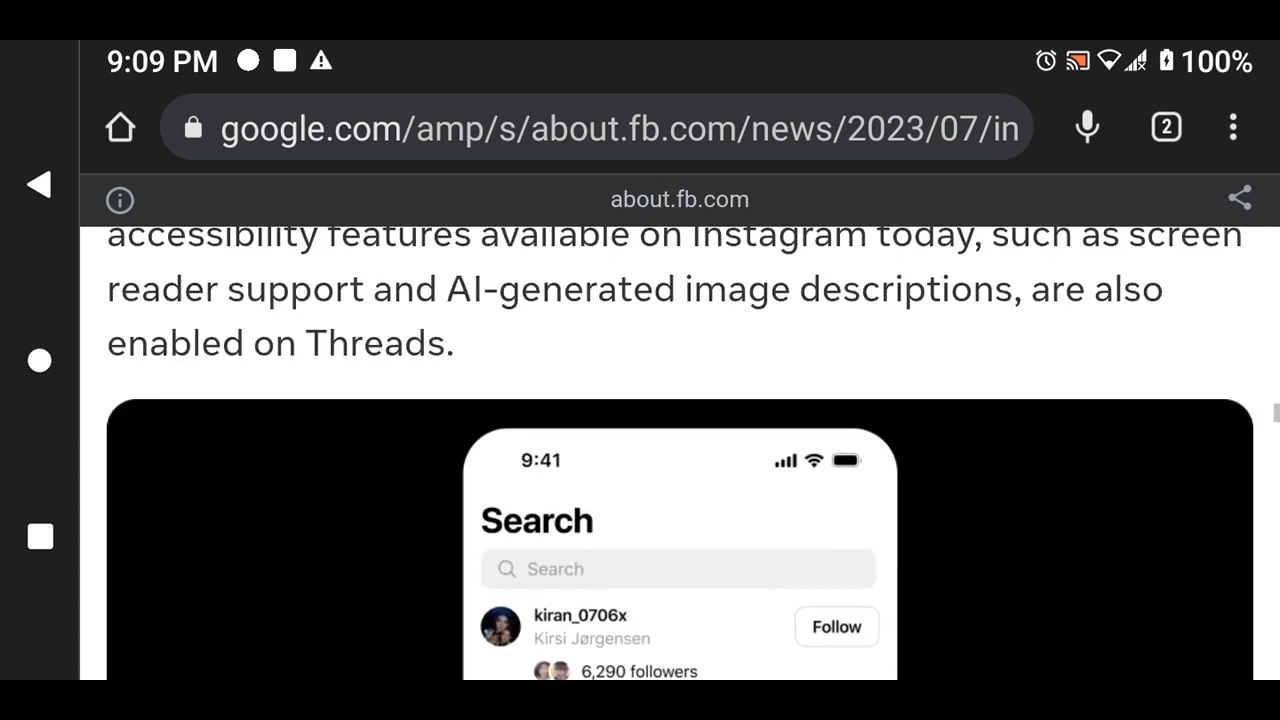 9:09 PM 100%
google.com/amp/s/about.fb.com/news/2023/07/in 2
about.fb.com
accessibility features available on Instagram today, such as screen
reader support and AI-generated image descriptions, are also
enabled on Threads.
9:41
Search
Search
kiran_0706x
Kirsi Jørgensen
Follow
6,290 followers